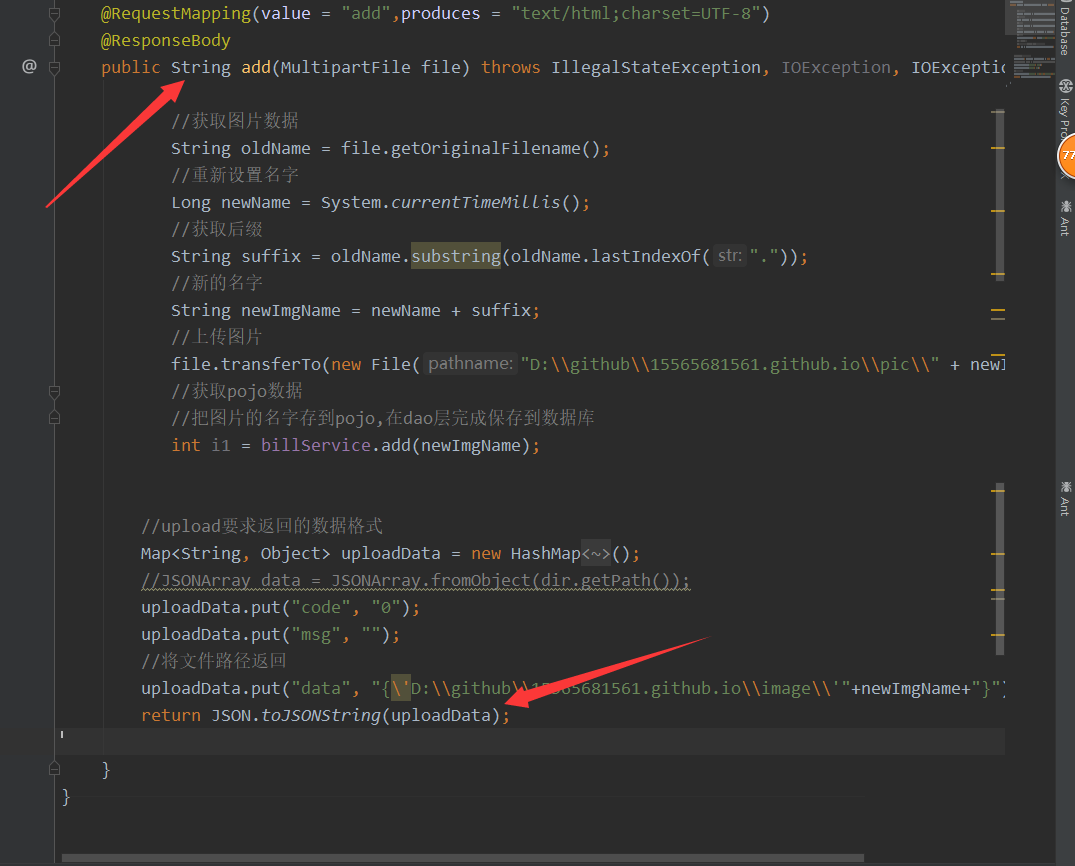 @RequestMapping(value = "add",produces = "text/html;charset=UTF-8")
@ResponseBody
@
public String add(MultipartFile file) throws IllegalStateException, IOException, IOExceptic
//获取图片数据
String oldName = file.getOriginalFilename();
//重新设置名字
Long newName = System.currentTimeMillis();
//获取后缀
String suffix = oldName.substring(oldName.lastIndexOf( str: "."));
//新的名字
String newImgName = newName + suffix;
//上传图片
file.transferTo(new File( pathname: "D:\\github\\15565681561.github.io\\pic\\" + newI
//获取pojo数据
//把图片的名字存到pojo,在dao层完成保存到数据库
int i1 = billService.add(newImgName);
//upload要求返回的数据格式
Map<String, Object> uploadData = new HashMap<~>();
//JSONArray data = JSONArray.fromObject(dir.getPath());
uploadData.put("code", "0");
uploadData.put("msg", "");
//将文件路径返回
uploadData.put("data", "{\'D:\\github\\15565681561.github.io\\image\\'"+newImgName+"}")
return JSON.toJSONString(uploadData);
}
}
Database
Key Pro
77
Ant
Ant